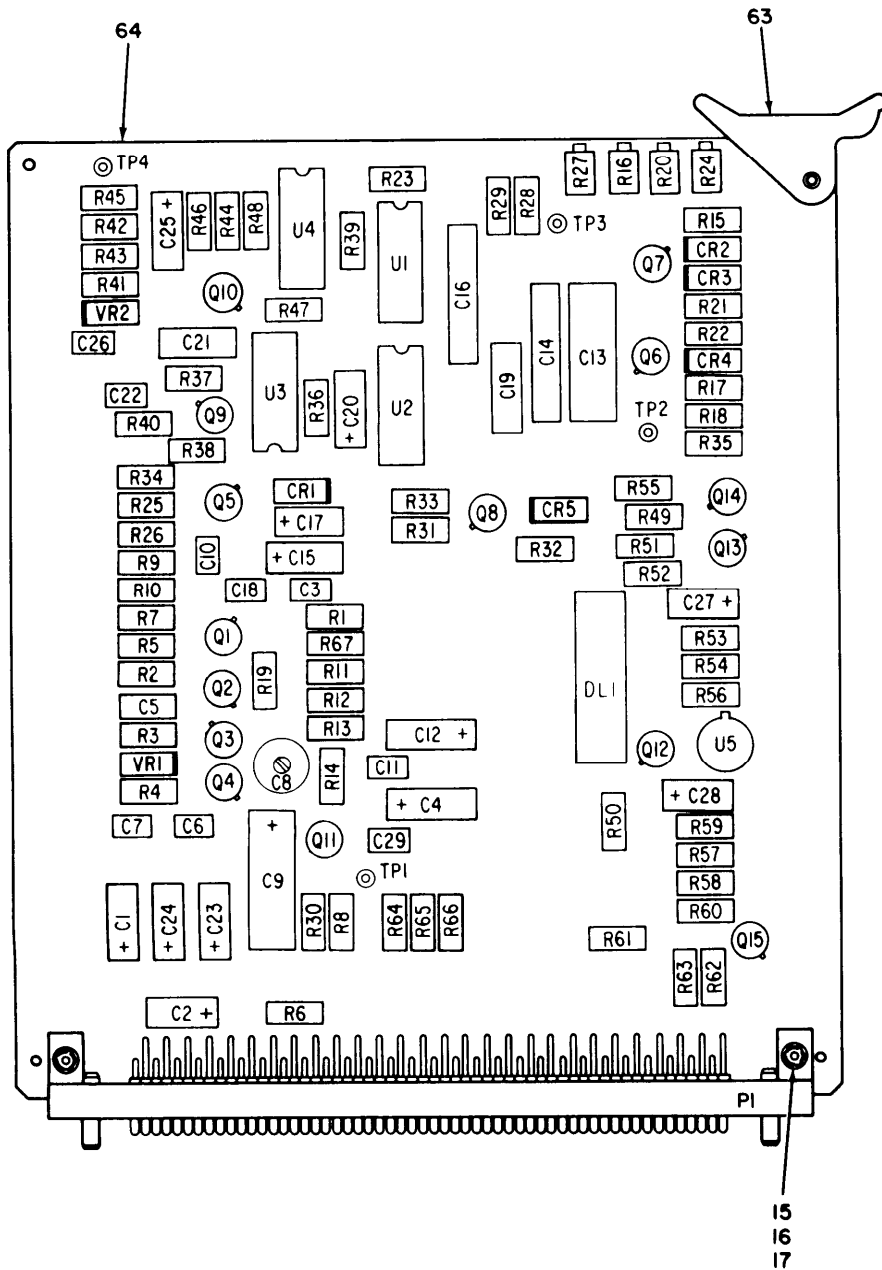 64
63
TP4
R45
R42
R43
R41
VR2
C26
C25 +
R46
R44
R48
U4
R39
R23
U1
R29
R28
TP3
R27
R16
R20
R24
R15
CR2
CR3
R21
R22
CR4
R17
R18
R35
Q7
Q6
TP2
Q10
R47
C16
C14
C13
C19
C21
R37
C22
Q9
R40
R38
U3
R36
+ C20
U2
R34
R25
R26
R9
R10
R7
R5
R2
C5
R3
VR1
R4
Q5
C10
CR1
+ C17
+ C15
C18
C3
R33
R31
Q8
CR5
R32
R55
R49
R51
R52
Q14
Q13
C27 +
R53
R54
R56
U5
Q1
Q2
Q3
Q4
R19
R1
R67
R11
R12
R13
C8
R14
C12 +
C11
+ C4
DL1
Q12
R50
+ C28
R59
R57
R58
R60
C7
C6
+
C9
Q11
C29
TP1
+ C1
+ C24
+ C23
R30
R8
R64
R65
R66
R61
Q15
R63
R62
C2 +
R6
P1
15
16
17